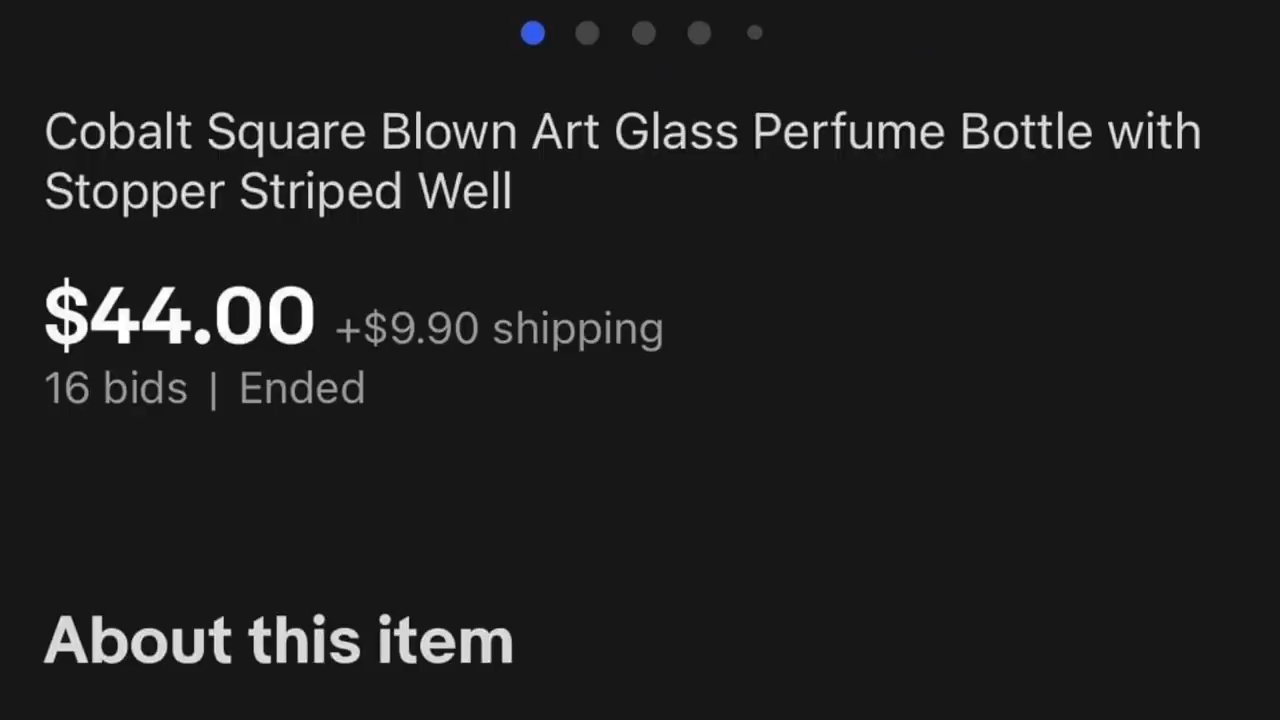 Cobalt Square Blown Art Glass Perfume Bottle with
Stopper Striped Well
$44.00 +$9.90 shipping
16 bids | Ended
About this item